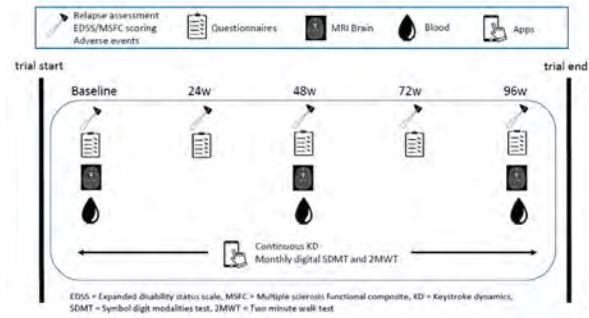 Relapse assessment
EDSS/MSFC scoring
Adverse events
Questionnaires
MRI Brain
Blood
Apps
trial start
trial end
Baseline
24w
48w
72w
96w
Continuous KD
Monthly digital SDMT and 2MWT
EDSS = Expanded disability status scale, MSFC = Multiple sclerosis functional composite, KD = Keystroke dynamics,
SDMT = Symbol digit modalities test, 2MWT = Two minute walk test